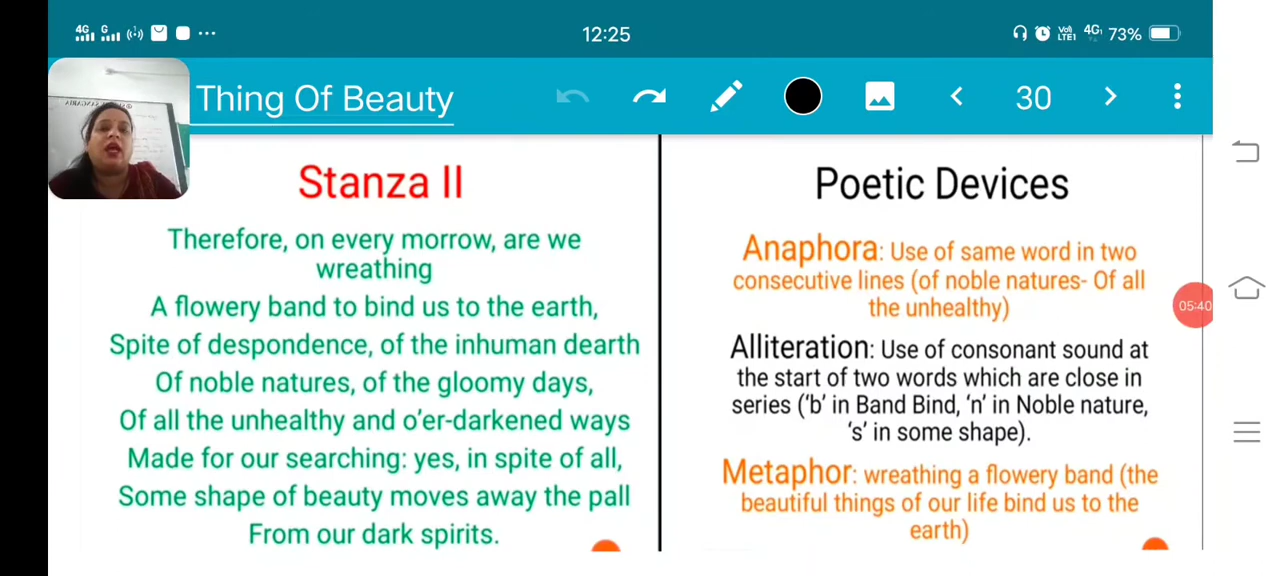 4G G 12:25 Vo) LTE1 4G 73%
Thing Of Beauty 30
Stanza II
Therefore, on every morrow, are we
wreathing
A flowery band to bind us to the earth,
Spite of despondence, of the inhuman dearth
Of noble natures, of the gloomy days,
Of all the unhealthy and o'er-darkened ways
Made for our searching: yes, in spite of all,
Some shape of beauty moves away the pall
From our dark spirits.
Poetic Devices
Anaphora: Use of same word in two
consecutive lines (of noble natures- Of all
the unhealthy)
Alliteration: Use of consonant sound at
the start of two words which are close in
series ('b' in Band Bind, 'n' in Noble nature,
's' in some shape).
Metaphor: wreathing a flowery band (the
beautiful things of our life bind us to the
earth)
05:40